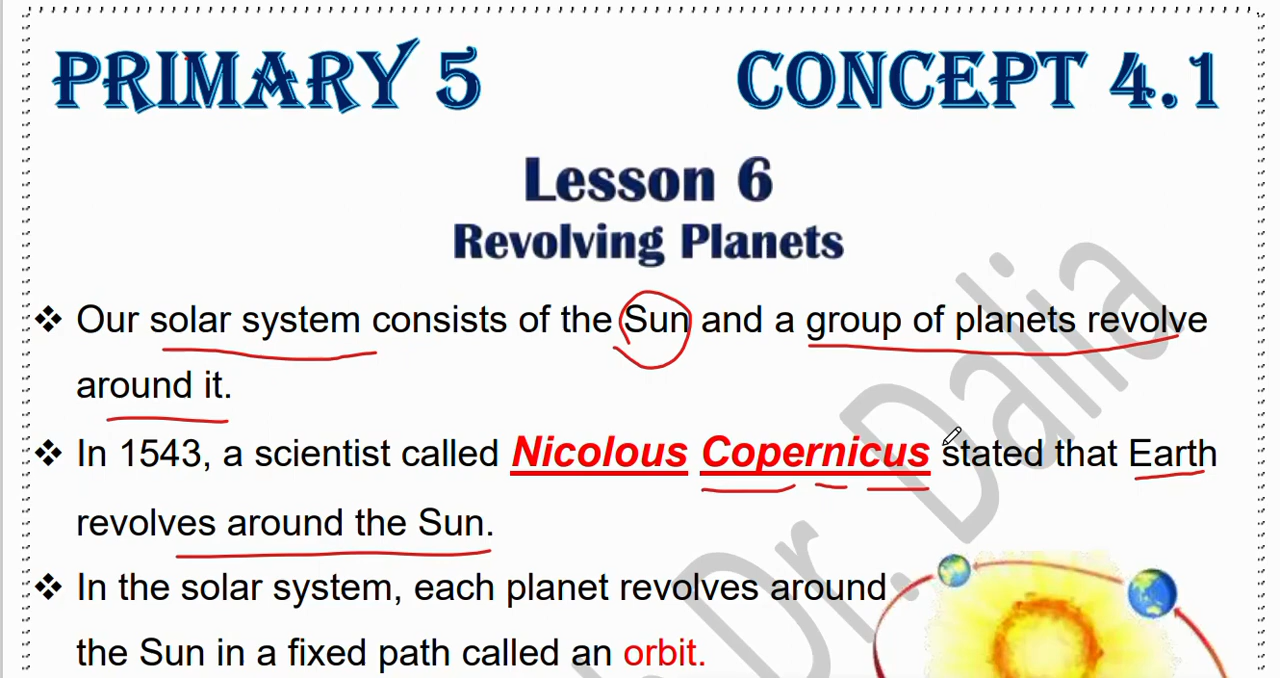 PRIMARY 5 CONCEPT 4.1
Lesson 6
Revolving Planets
❖ Our solar system consists of the Sun and a group of planets revolve
around it.
❖ In 1543, a scientist called Nicolous Copernicus stated that Earth
revolves around the Sun.
❖ In the solar system, each planet revolves around
the Sun in a fixed path called an orbit.
Dr. Dalia